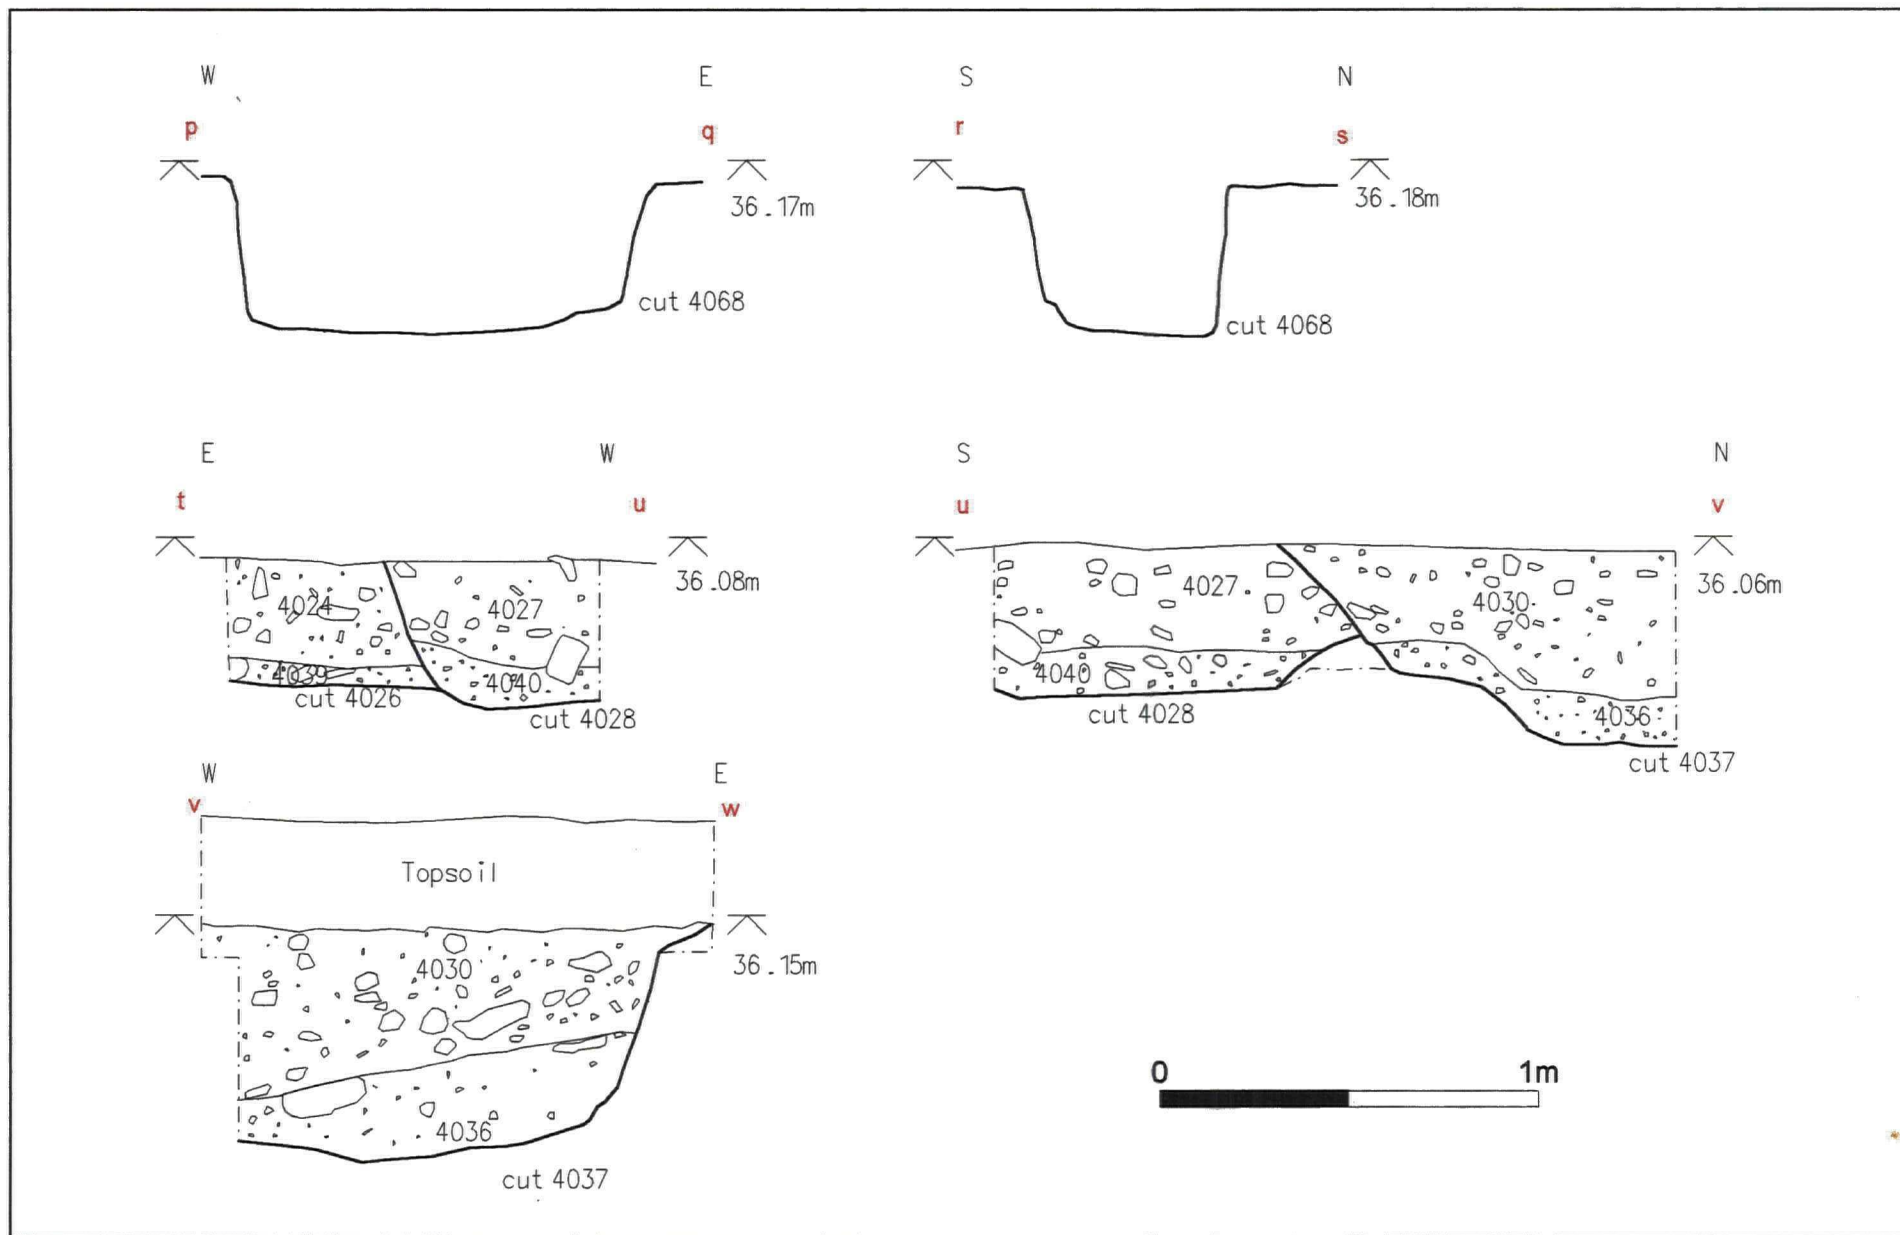 W E
p q
36.17m
cut 4068
S N
r s
36.18m
cut 4068
E W
t u
36.08m
4024 4027
4039 4040
cut 4026
cut 4028
S N
u v
36.06m
4027 4030
4040 4036
cut 4028
cut 4037
W E
v w
Topsoil
36.15m
4030
4036
cut 4037
0 1m